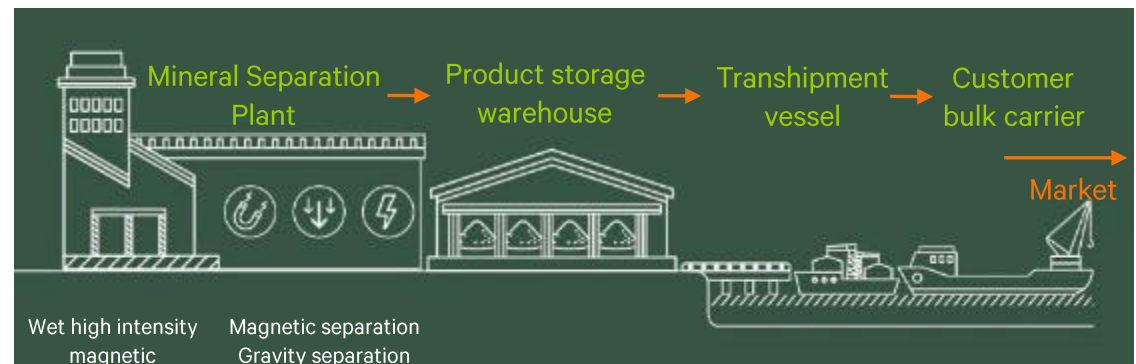 Mineral Separation
Plant
Product storage
warehouse
Transhipment
vessel
Customer
bulk carrier
Market
Wet high intensity
magnetic
Magnetic separation
Gravity separation